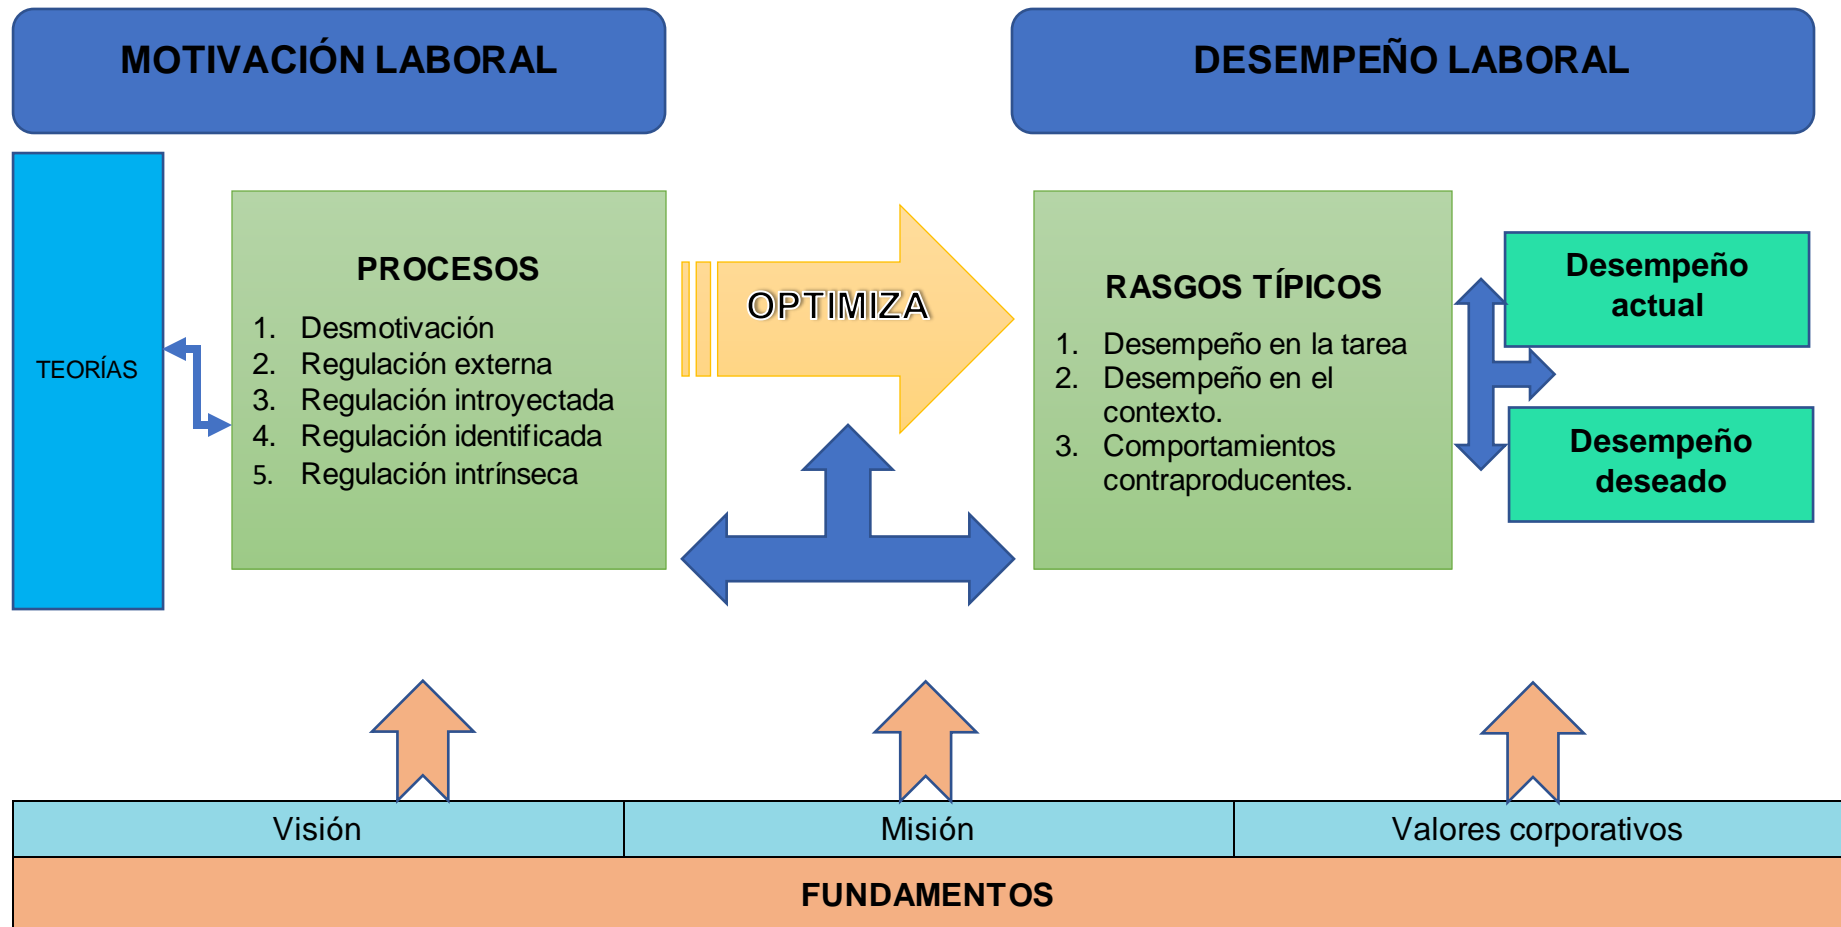 MOTIVACIÓN LABORAL
DESEMPEÑO LABORAL
TEORÍAS
PROCESOS
1. Desmotivación
2. Regulación externa
3. Regulación introyectada
4. Regulación identificada
5. Regulación intrínseca
OPTIMIZA
RASGOS TÍPICOS
1. Desempeño en la tarea
2. Desempeño en el
contexto.
3. Comportamientos
contraproducentes.
Desempeño
actual
Desempeño
deseado
Visión
Misión
Valores corporativos
FUNDAMENTOS